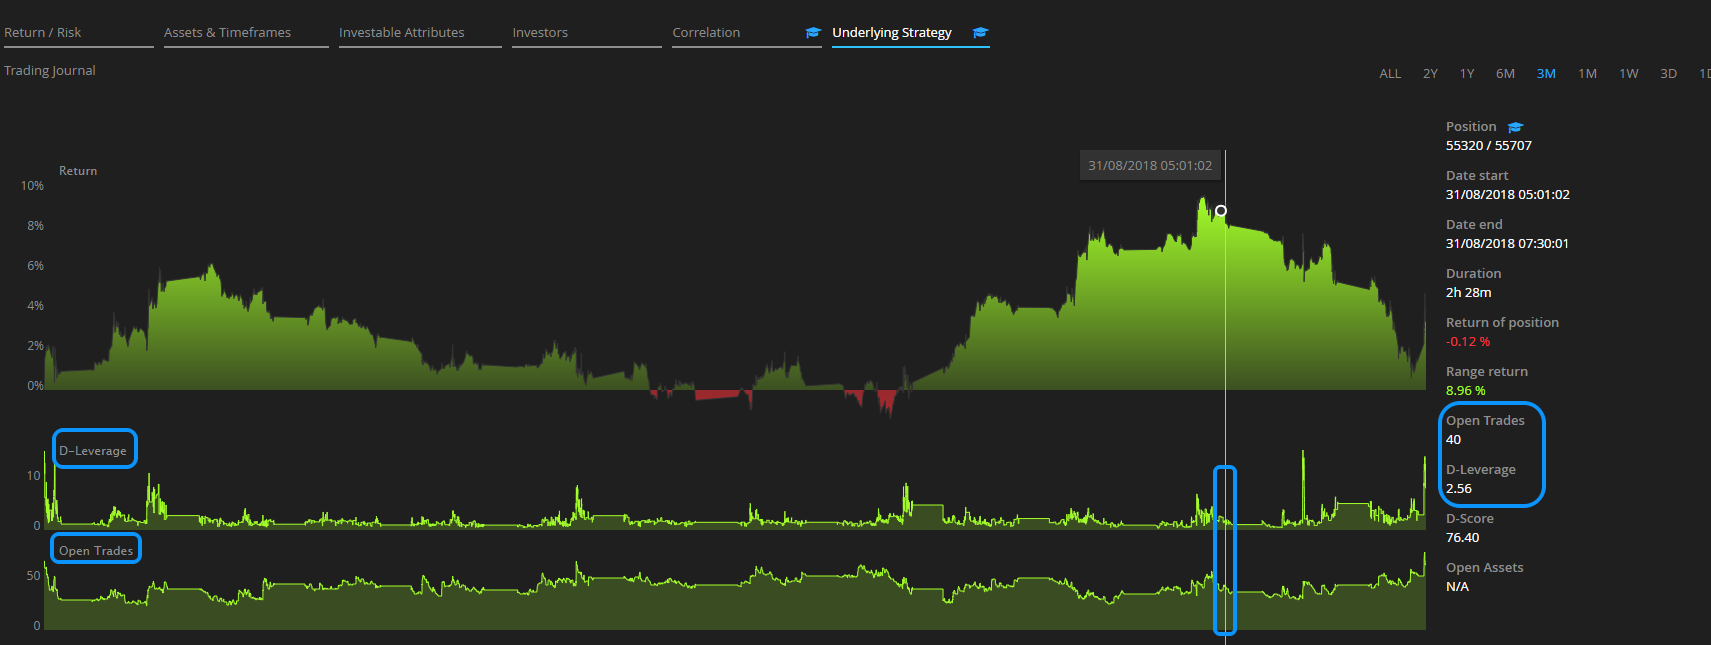 Return / Risk
Assets & Timeframes
Investable Attributes
Investors
Correlation
Underlying Strategy
Trading Journal
ALL 2Y 1Y 6M 3M 1M 1W 3D
Return
10%
8%
6%
4%
2%
0%
31/08/2018 05:01:02
D-Leverage
10
0
Open Trades
50
0
Position
55320 / 55707
Date start
31/08/2018 05:01:02
Date end
31/08/2018 07:30:01
Duration
2h 28m
Return of position
-0.12 %
Range return
8.96 %
Open Trades
40
D-Leverage
2.56
D-Score
76.40
Open Assets
N/A